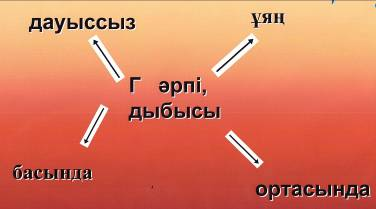 дауыссыз
ұяң
Г әрпі,
дыбысы
басында
ортасында